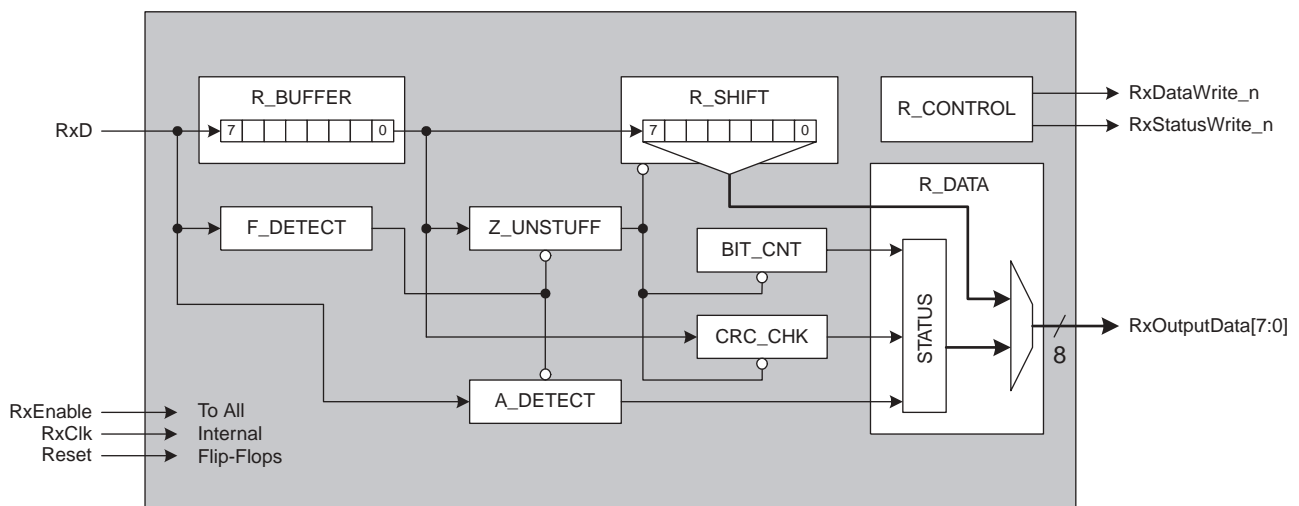 R_BUFFER
7 0
R_SHIFT
7 0
R_CONTROL
RxDataWrite_n
RxStatusWrite_n
RxD
R_DATA
F_DETECT
Z_UNSTUFF
BIT_CNT
STATUS
RxOutputData[7:0]
8
CRC_CHK
A_DETECT
RxEnable To All
RxClk Internal
Reset Flip-Flops